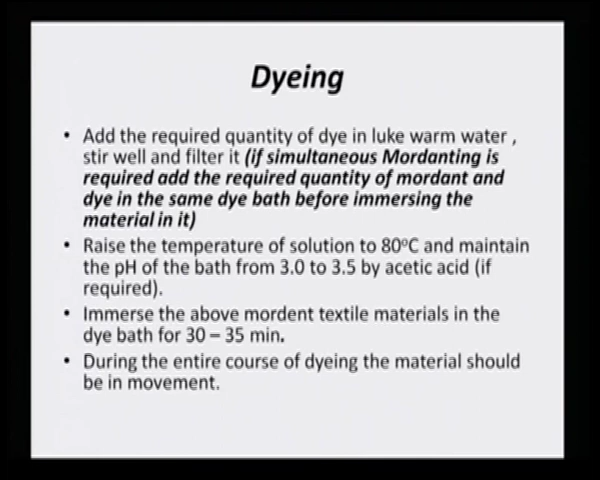 Dyeing
• Add the required quantity of dye in luke warm water ,
stir well and filter it (if simultaneous Mordanting is
required add the required quantity of mordant and
dye in the same dye bath before immersing the
material in it)
• Raise the temperature of solution to 80°C and maintain
the pH of the bath from 3.0 to 3.5 by acetic acid (if
required).
• Immerse the above mordent textile materials in the
dye bath for 30 – 35 min.
• During the entire course of dyeing the material should
be in movement.